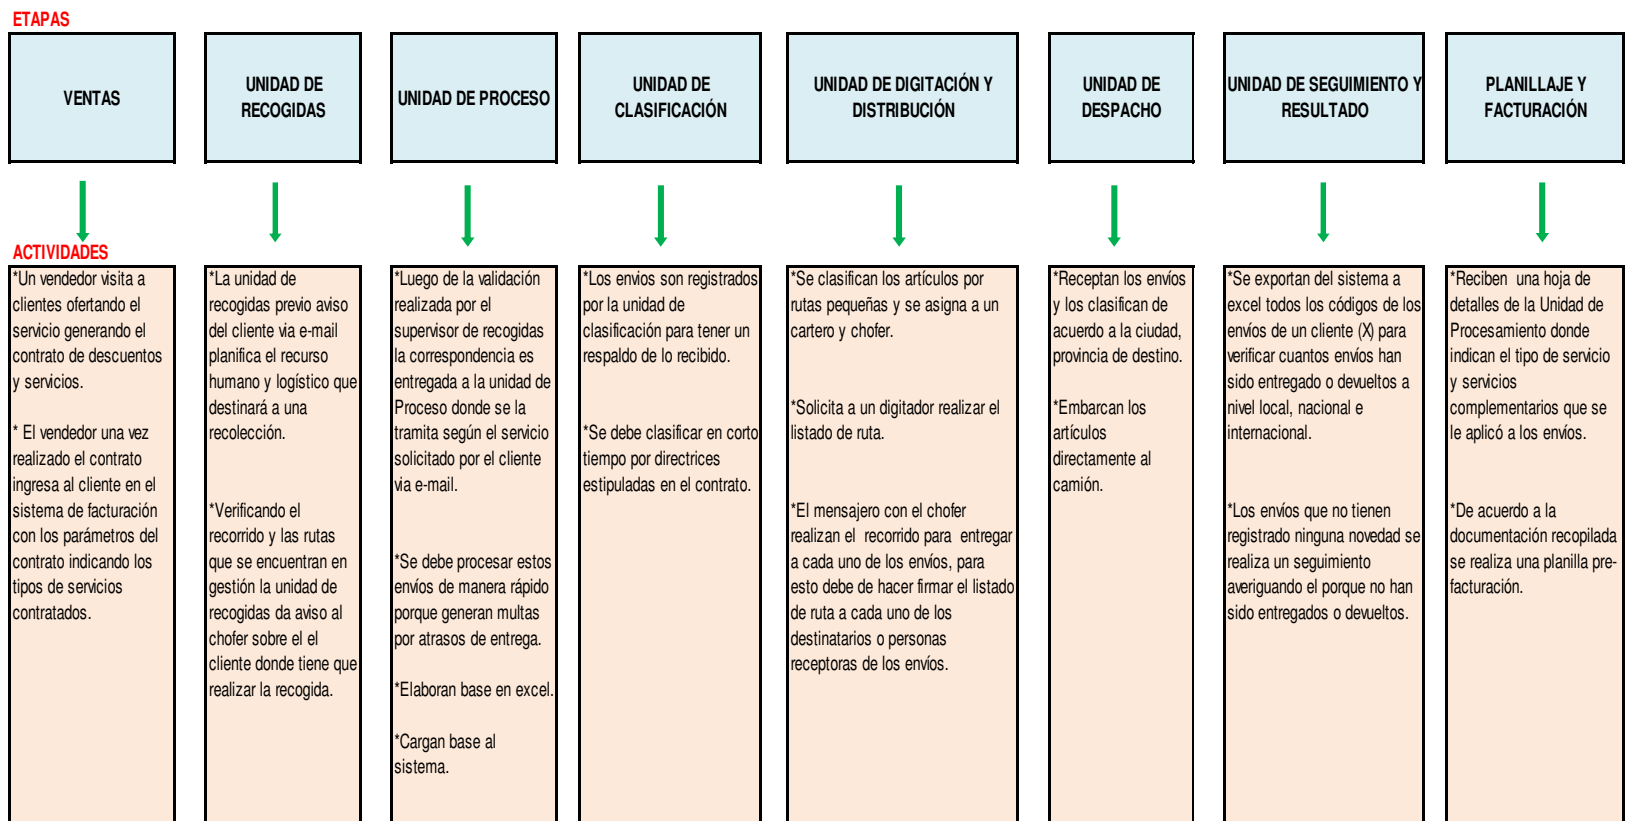 ETAPAS
VENTAS
UNIDAD DE
RECOGIDAS
UNIDAD DE PROCESO
UNIDAD DE
CLASIFICACIÓN
UNIDAD DE DIGITACIÓN Y
DISTRIBUCIÓN
UNIDAD DE
DESPACHO
UNIDAD DE SEGUIMIENTO Y
RESULTADO
PLANILLAJE Y
FACTURACIÓN
ACTIVIDADES
*Un vendedor visita a
clientes ofertando el
servicio generando el
contrato de descuentos
y servicios.
* El vendedor una vez
realizado el contrato
ingresa al cliente en el
sistema de facturación
con los parámetros del
contrato indicando los
tipos de servicios
contratados.
*La unidad de
recogidas previo aviso
del cliente via e-mail
planifica el recurso
humano y logístico que
destinará a una
recolección.
*Verificando el
recorrido y las rutas
que se encuentran en
gestión la unidad de
recogidas da aviso al
chofer sobre el el
cliente donde tiene que
realizar la recogida.
*Luego de la validación
realizada por el
supervisor de recogidas
la correspondencia es
entregada a la unidad de
Proceso donde se la
tramita según el servicio
solicitado por el cliente
via e-mail.
*Se debe procesar estos
envíos de manera rápido
porque generan multas
por atrasos de entrega.
*Elaboran base en excel.
*Cargan base al
sistema.
*Los envios son registrados
por la unidad de
clasificación para tener un
respaldo de lo recibido.
*Se debe clasificar en corto
tiempo por directrices
estipuladas en el contrato.
*Se clasifican los artículos por
rutas pequeñas y se asigna a un
cartero y chofer.
*Solicita a un digitador realizar el
listado de ruta.
*El mensajero con el chofer
realizan el recorrido para entregar
a cada uno de los envíos, para
esto debe de hacer firmar el listado
de ruta a cada uno de los
destinatarios o personas
receptoras de los envíos.
*Receptan los envíos
y los clasifican de
acuerdo a la ciudad,
provincia de destino.
*Embarcan los
artículos
directamente al
camión.
*Se exportan del sistema a
excel todos los códigos de los
envíos de un cliente (X) para
verificar cuantos envíos han
sido entregado o devueltos a
nivel local, nacional e
internacional.
*Los envíos que no tienen
registrado ninguna novedad se
realiza un seguimiento
averiguando el porque no han
sido entregados o devueltos.
*Reciben una hoja de
detalles de la Unidad de
Procesamiento donde
indican el tipo de servicio
y servicios
complementarios que se
le aplicó a los envíos.
*De acuerdo a la
documentación recopilada
se realiza una planilla pre-
facturación.